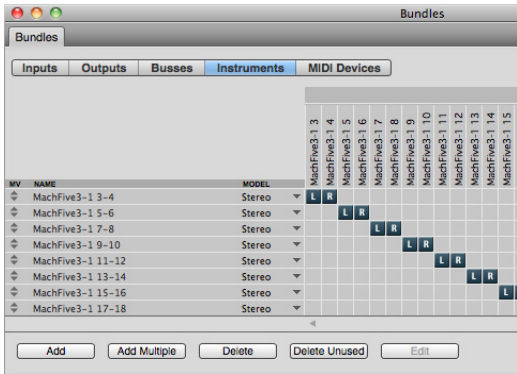 Bundles
Bundles
Inputs Outputs Busses Instruments MIDI Devices
MachFive3-1 3
MachFive3-1 4
MachFive3-1 5
MachFive3-1 6
MachFive3-1 7
MachFive3-1 8
MachFive3-1 9
MachFive3-1 10
MachFive3-1 11
MachFive3-1 12
MachFive3-1 13
MachFive3-1 14
MachFive3-1 15
MV NAME MODEL
MachFive3-1 3-4 Stereo L R
MachFive3-1 5-6 Stereo L R
MachFive3-1 7-8 Stereo L R
MachFive3-1 9-10 Stereo L R
MachFive3-1 11-12 Stereo L R
MachFive3-1 13-14 Stereo L R
MachFive3-1 15-16 Stereo L
MachFive3-1 17-18 Stereo
Add Add Multiple Delete Delete Unused Edit